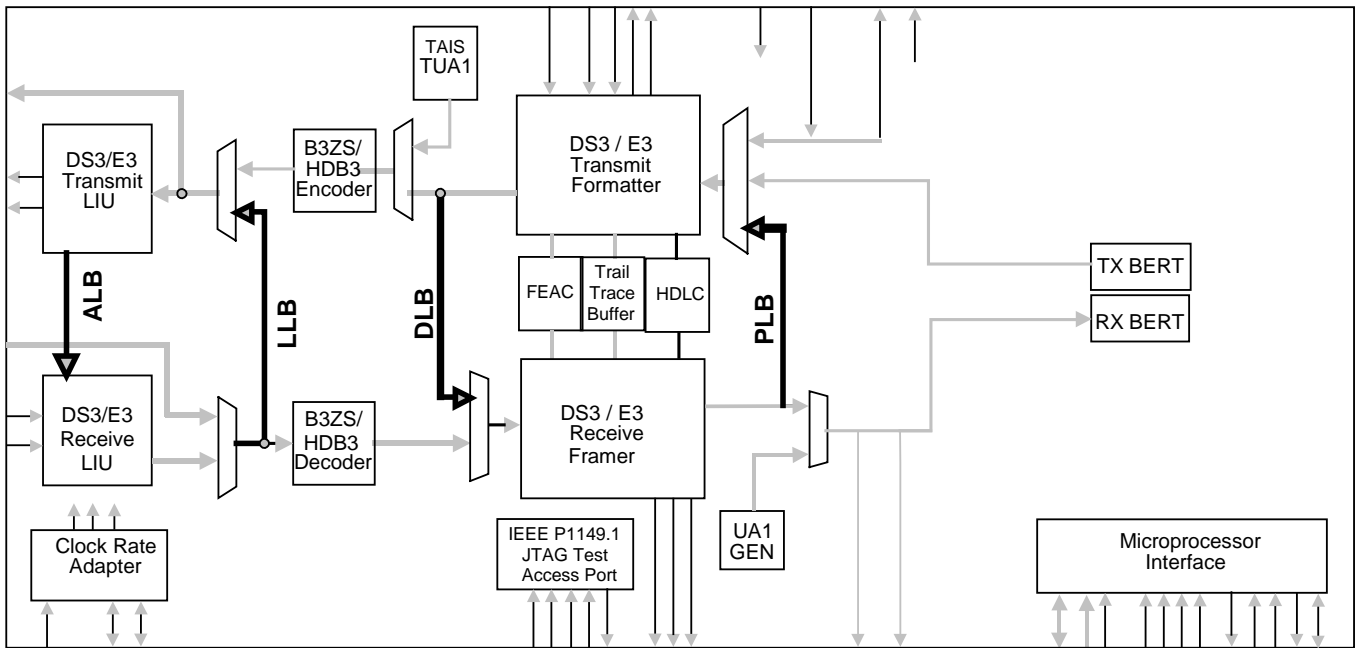 TAIS
TUA1
DS3/E3
Transmit
LIU
B3ZS/
HDB3
Encoder
DS3 / E3
Transmit
Formatter
ALB
LLB
DLB
FEAC
Trail
Trace
Buffer
HDLC
PLB
TX BERT
RX BERT
DS3/E3
Receive
LIU
B3ZS/
HDB3
Decoder
DS3 / E3
Receive
Framer
Clock Rate
Adapter
IEEE P1149.1
JTAG Test
Access Port
UA1
GEN
Microprocessor
Interface